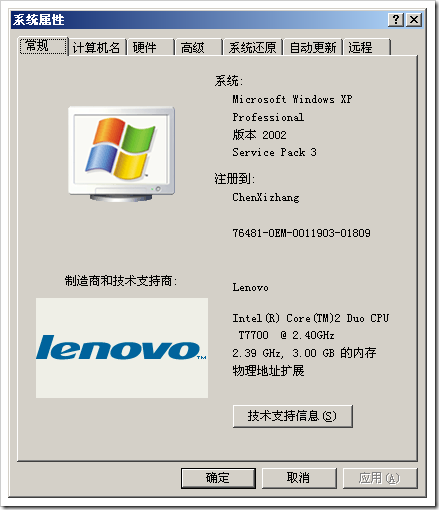 系统属性
常规
计算机名
硬件
高级
系统还原
自动更新
远程
系统:
Microsoft Windows XP
Professional
版本 2002
Service Pack 3
注册到:
ChenXizhang
76481-OEM-0011903-01809
制造商和技术支持商:
lenovo™
Lenovo
Intel(R) Core(TM)2 Duo CPU
T7700 @ 2.40GHz
2.39 GHz, 3.00 GB 的内存
物理地址扩展
技术支持信息(S)
确定
取消
应用(A)